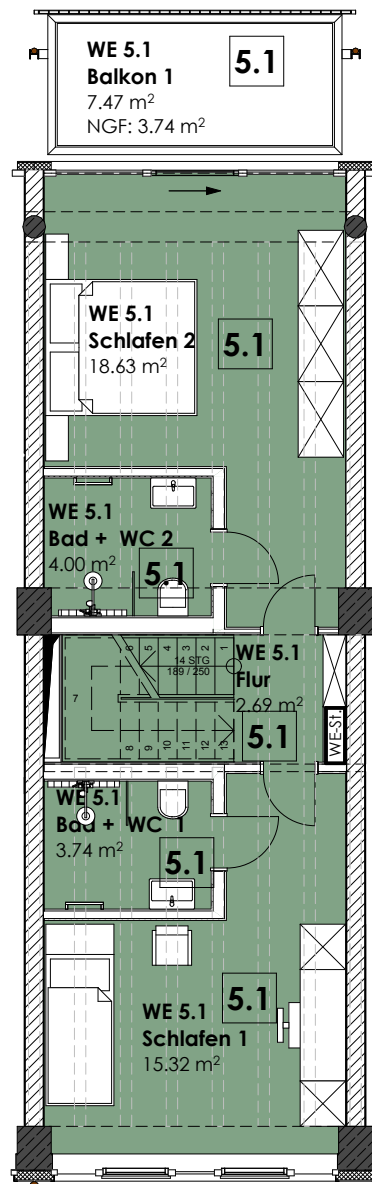 WE 5.1
Balkon 1
7.47 m²
NGF: 3.74 m²
5.1
WE 5.1
Schlafen 2
18.63 m²
5.1
WE 5.1
Bad + WC 2
4.00 m²
5.1
6 5 4 3 2 1
14 STG
189 / 250
7
8 9 10 11 12 13
WE 5.1
Flur
2.69 m²
5.1
WE-St.
WE 5.1
Bad + WC 1
3.74 m²
5.1
WE 5.1
Schlafen 1
15.32 m²
5.1